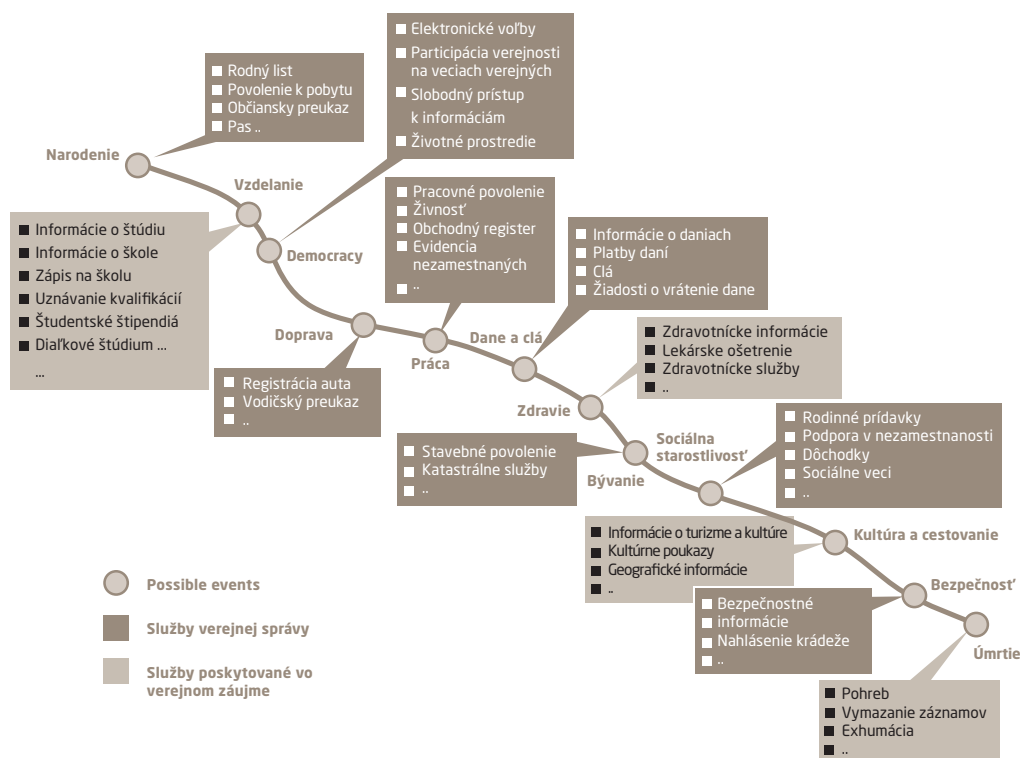 Elektronické voľby
Participácia verejnosti
na veciach verejných
Slobodný prístup
k informáciám
Životné prostredie
Rodný list
Povolenie k pobytu
Občiansky preukaz
Pas ..
Narodenie
Vzdelanie
Informácie o štúdiu
Informácie o škole
Zápis na školu
Uznávanie kvalifikácií
Študentské štipendiá
Diaľkové štúdium ...
...
Democracy
Pracovné povolenie
Živnosť
Obchodný register
Evidencia
nezamestnaných
..
Informácie o daniach
Platby daní
Clá
Žiadosti o vrátenie dane
Doprava
Práca
Dane a clá
Registrácia auta
Vodičský preukaz
..
Zdravotnícke informácie
Lekárske ošetrenie
Zdravotnícke služby
..
Zdravie
Stavebné povolenie
Katastrálne služby
..
Bývanie
Sociálna
starostlivosť
Rodinné prídavky
Podpora v nezamestnanosti
Dôchodky
Sociálne veci
..
Informácie o turizme a kultúre
Kultúrne poukazy
Geografické informácie
..
Kultúra a cestovanie
Bezpečnostné
informácie
Nahlásenie krádeže
..
Bezpečnosť
Úmrtie
Pohreb
Vymazanie záznamov
Exhumácia
..
Possible events
Služby verejnej správy
Služby poskytované vo
verejnom záujme